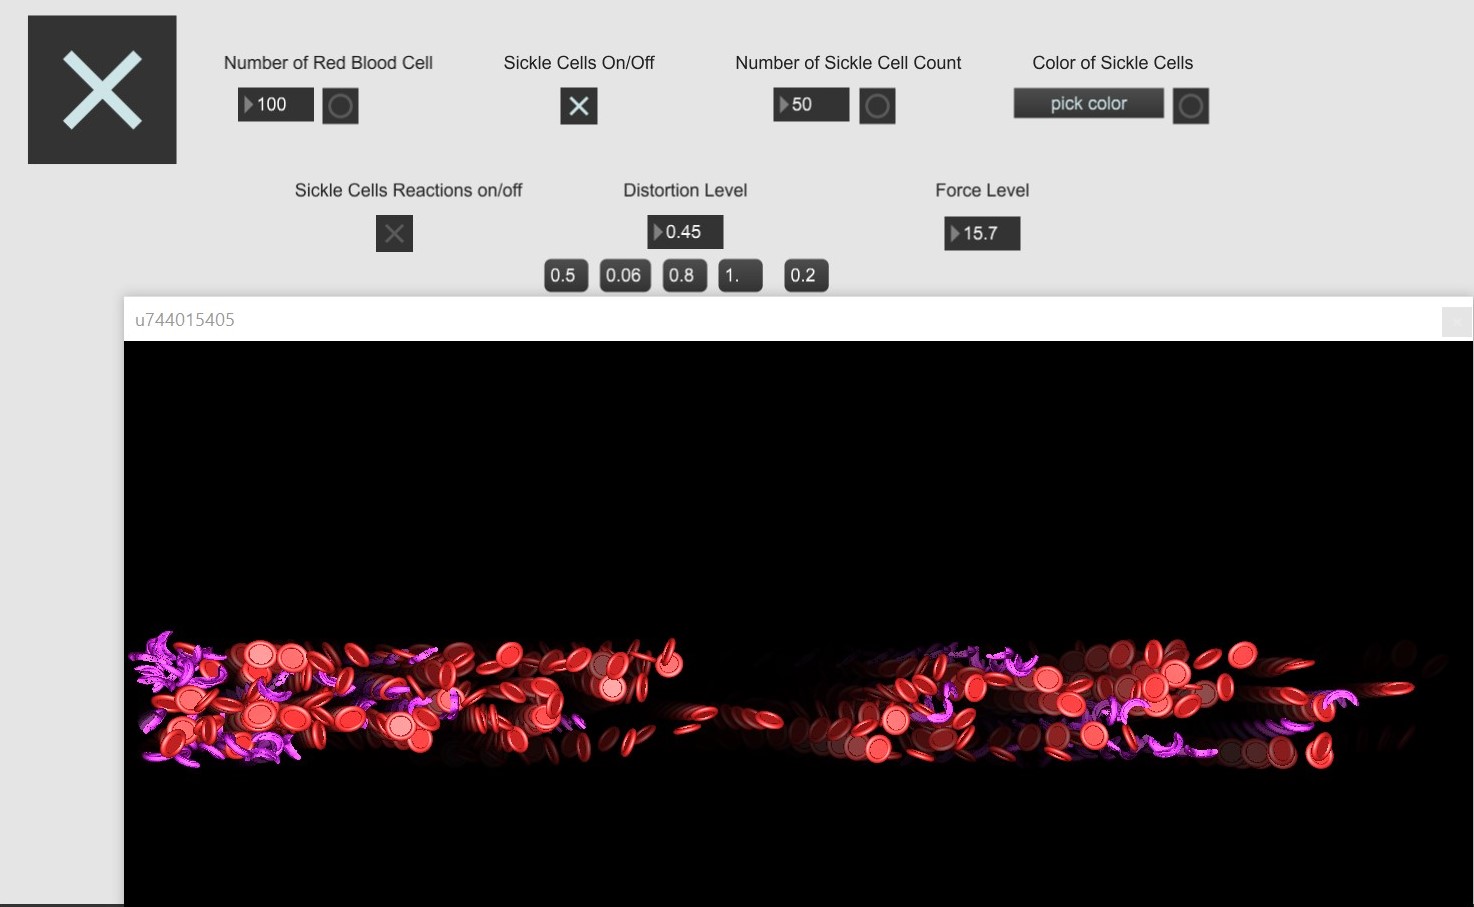 Number of Red Blood Cell
Sickle Cells On/Off
Number of Sickle Cell Count
Color of Sickle Cells
100
50
pick color
Sickle Cells Reactions on/off
Distortion Level
Force Level
0.45
15.7
0.5
0.06
0.8
1.
0.2
u744015405